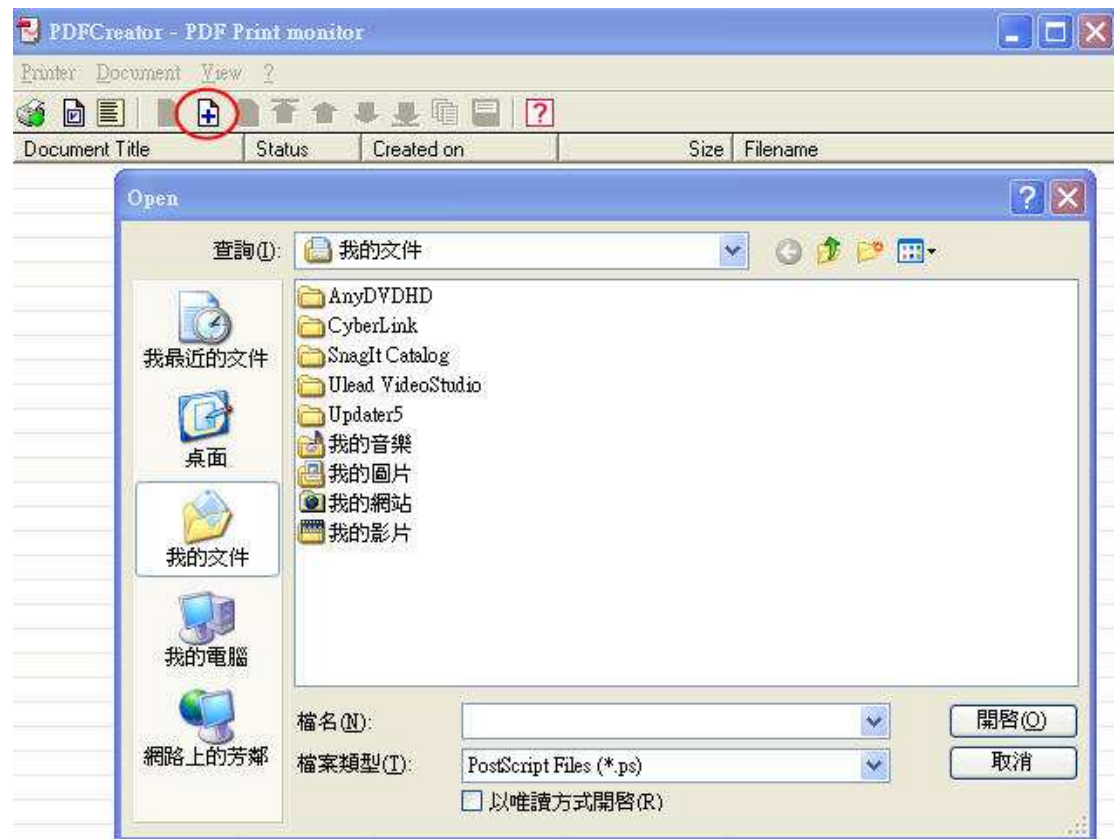 PDFCreator - PDF Print monitor
Printer Document View ?
Document Title Status Created on Size Filename
Open
查詢(I): 我的文件
AnyDVDHD
CyberLink
SnagIt Catalog
Ulead VideoStudio
Updater5
我的音樂
我的圖片
我的網站
我的影片
我最近的文件
桌面
我的文件
我的電腦
網路上的芳鄰
檔名(N):
開啓(O)
檔案類型(T): PostScript Files (*.ps)
取消
以唯讀方式開啓(R)